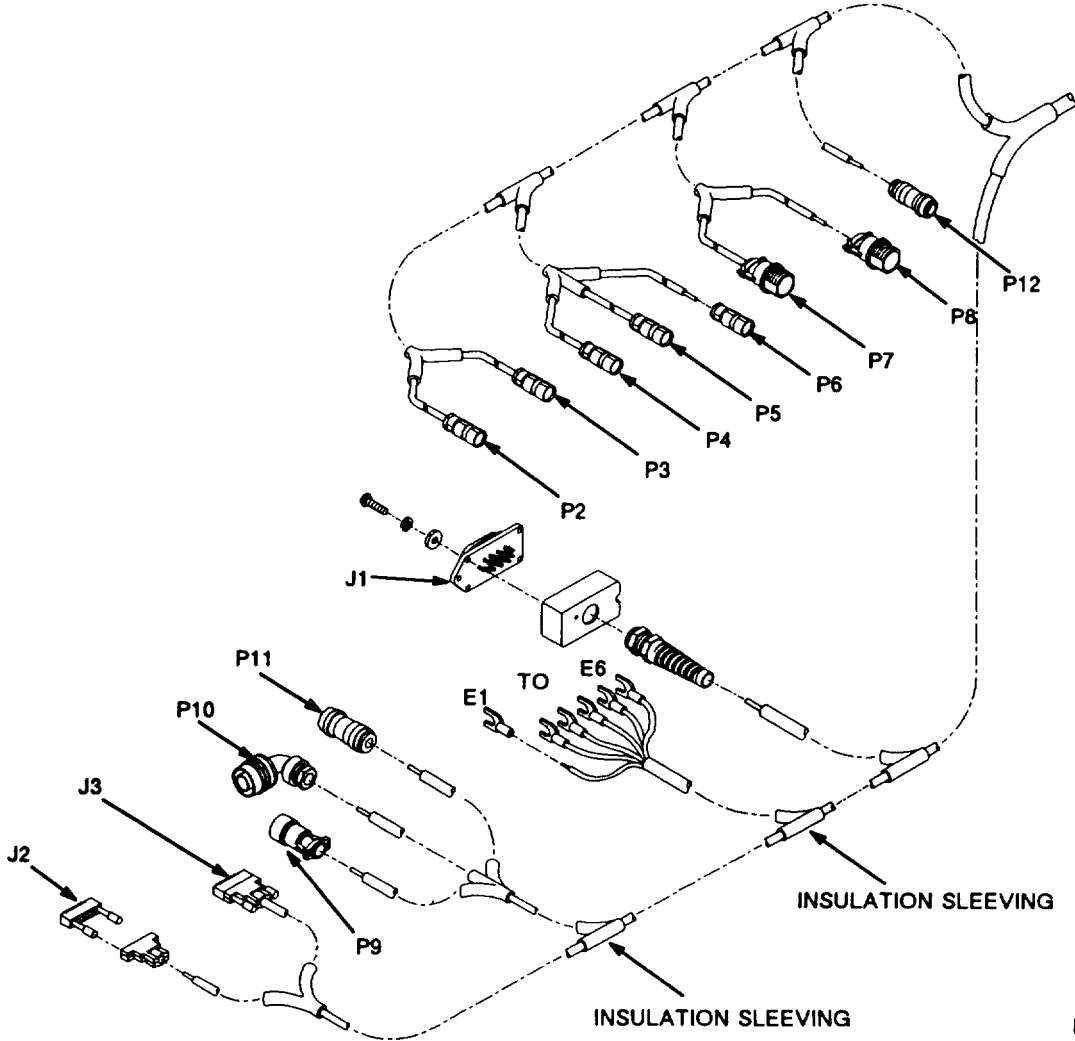 P12
P8
P7
P6
P5
P4
P3
P2
J1
E6
TO
E1
P11
P10
J3
J2
P9
INSULATION SLEEVING
INSULATION SLEEVING